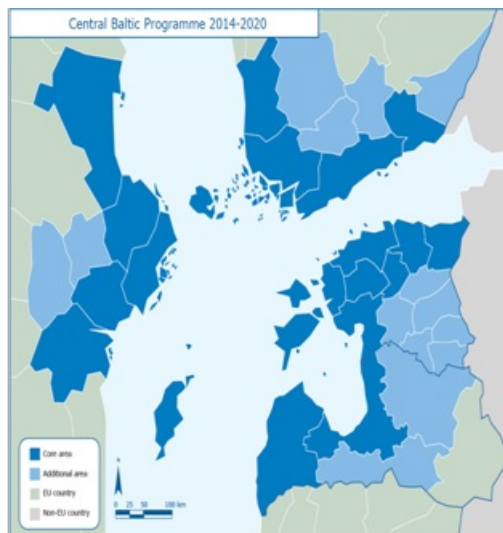 Central Baltic Programme 2014-2020
Core area
Additional area
EU country
Non-EU country
0 25 50 100 km